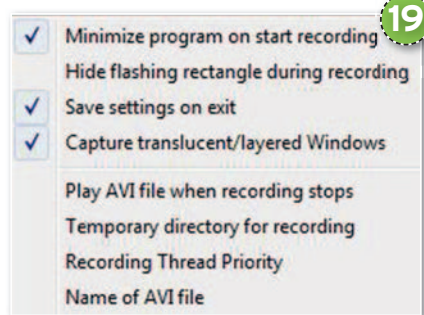 19
Minimize program on start recording
Hide flashing rectangle during recording
Save settings on exit
Capture translucent/layered Windows
Play AVI file when recording stops
Temporary directory for recording
Recording Thread Priority
Name of AVI file